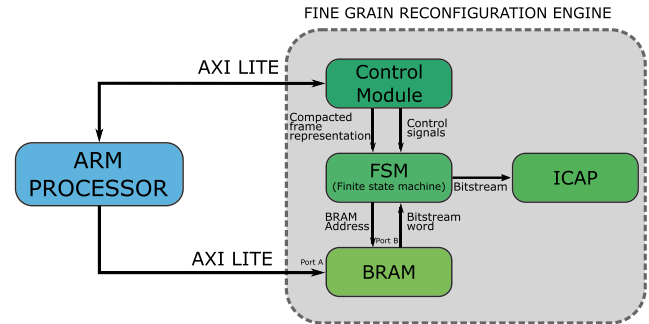 FINE GRAIN RECONFIGURATION ENGINE
AXI LITE
Control
Module
Compacted
frame
representation
Control
signals
ARM
PROCESSOR
FSM
(Finite state machine)
Bitstream
ICAP
BRAM
Address
Bitstream
word
Port B
AXI LITE
Port A
BRAM